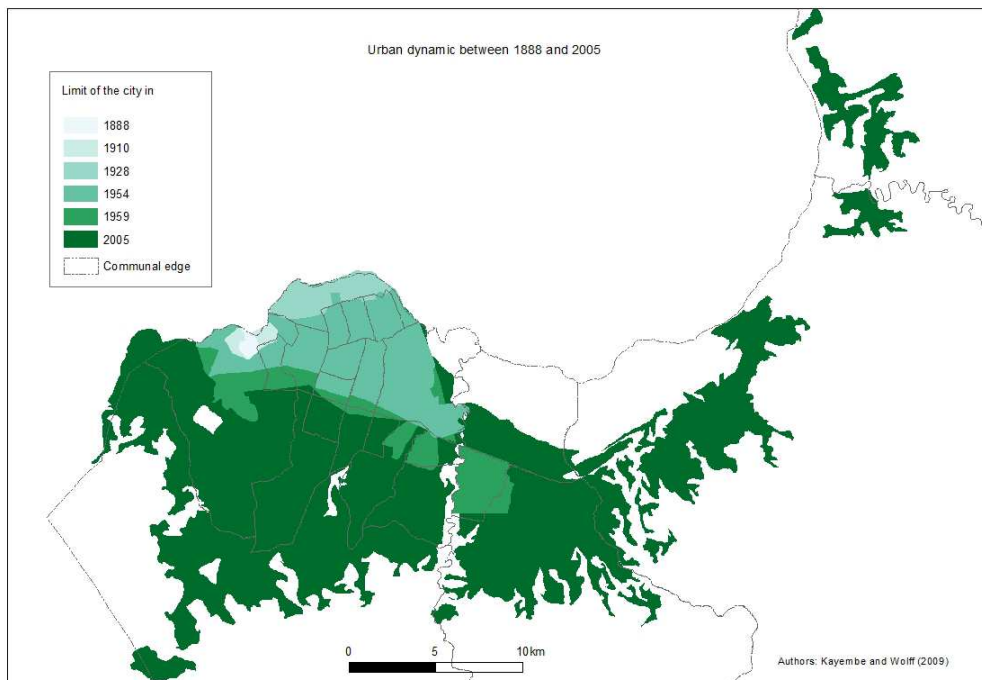 Urban dynamic between 1888 and 2005
Limit of the city in
1888
1910
1928
1954
1959
2005
Communal edge
0 5 10km
Authors: Kayembe and Wolff (2009)